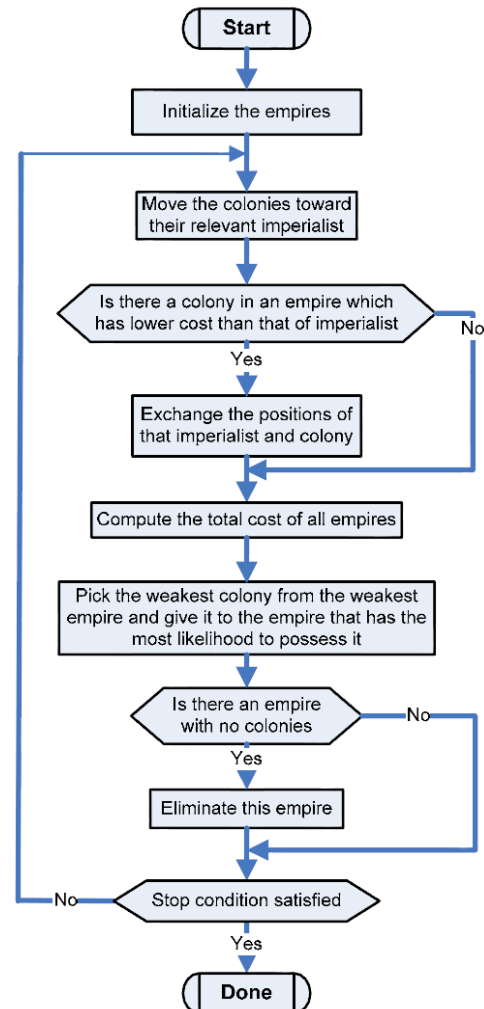 Start
Initialize the empires
Move the colonies toward
their relevant imperialist
Is there a colony in an empire which
has lower cost than that of imperialist
No
Yes
Exchange the positions of
that imperialist and colony
Compute the total cost of all empires
Pick the weakest colony from the weakest
empire and give it to the empire that has the
most likelihood to possess it
Is there an empire
with no colonies
No
Yes
Eliminate this empire
No
Stop condition satisfied
Yes
Done